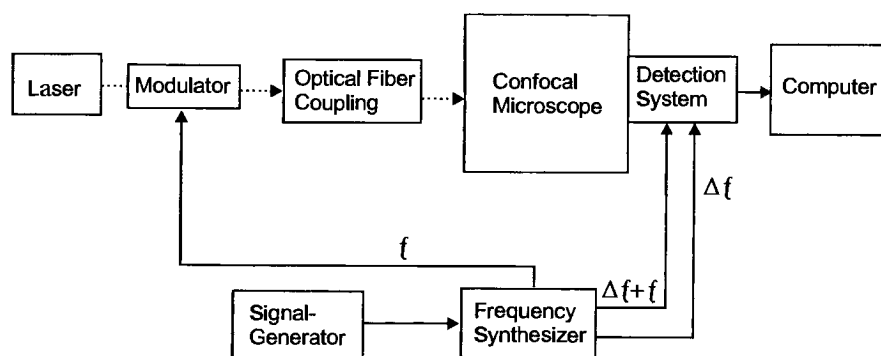 Laser
Modulator
Optical Fiber
Coupling
Confocal
Microscope
Detection
System
Computer
Δf
f
Δf+f
Signal-
Generator
Frequency
Synthesizer